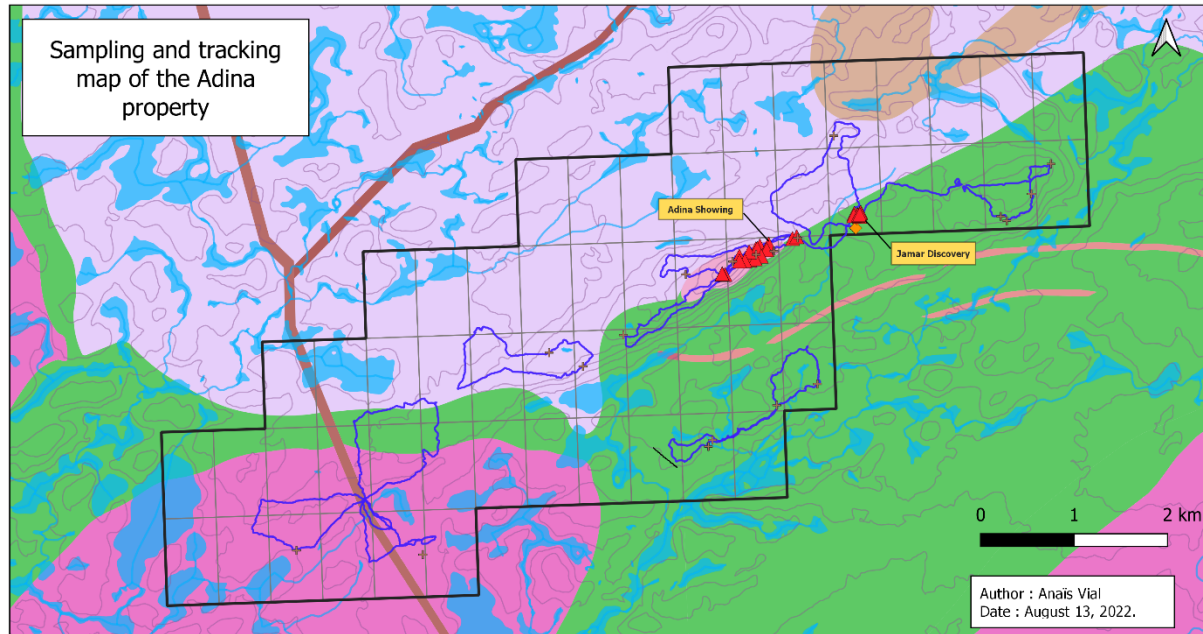 Sampling and tracking
map of the Adina
property
Adina Showing
Jamar Discovery
0 1 2 km
Author : Anaïs Vial
Date : August 13, 2022.